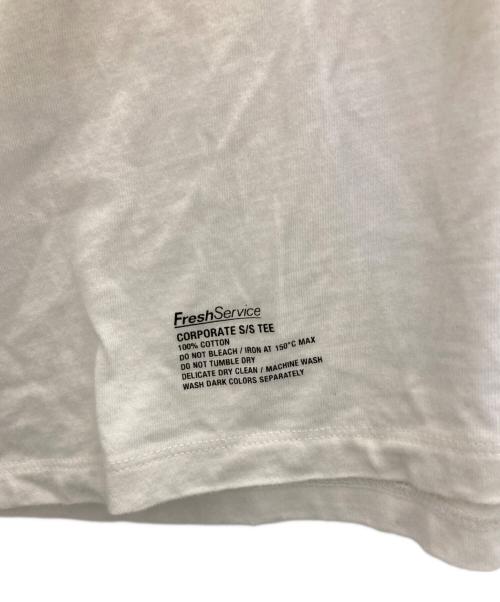 FreshService
CORPORATE S/S TEE
100% COTTON
DO NOT BLEACH / IRON AT 150°C MAX
DO NOT TUMBLE DRY
DELICATE DRY CLEAN / MACHINE WASH
WASH DARK COLORS SEPARATELY